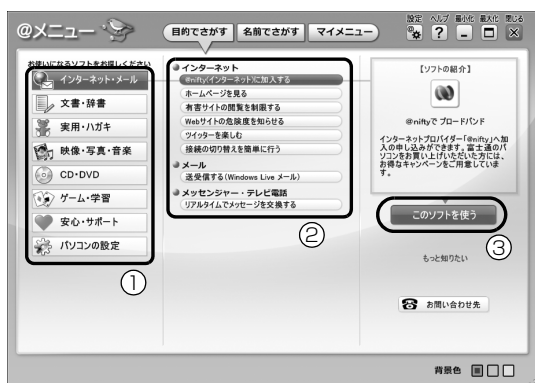 @メニュー
目的でさがす 名前でさがす マイメニュー
設定 ヘルプ 最小化 最大化 閉じる
お使いになるソフトをお探しください
インターネット・メール
文書・辞書
実用・ハガキ
映像・写真・音楽
CD・DVD
ゲーム・学習
安心・サポート
パソコンの設定
①
インターネット
@nifty(インターネット)に加入する
ホームページを見る
有害サイトの閲覧を制限する
Webサイトの危険度を知らせる
ツイッターを楽しむ
接続の切り替えを簡単に行う
メール
送受信する(Windows Live メール)
メッセンジャー・テレビ電話
リアルタイムでメッセージを交換する
②
【ソフトの紹介】
@niftyで ブロードバンド
インターネットプロバイダー「@nifty」へ加
入の申し込みができます。富士通のパ
ソコンをお買い上げいただいた方には、
お得なキャンペーンをご用意していま
す。
このソフトを使う
③
もっと知りたい
お問い合わせ先
背景色